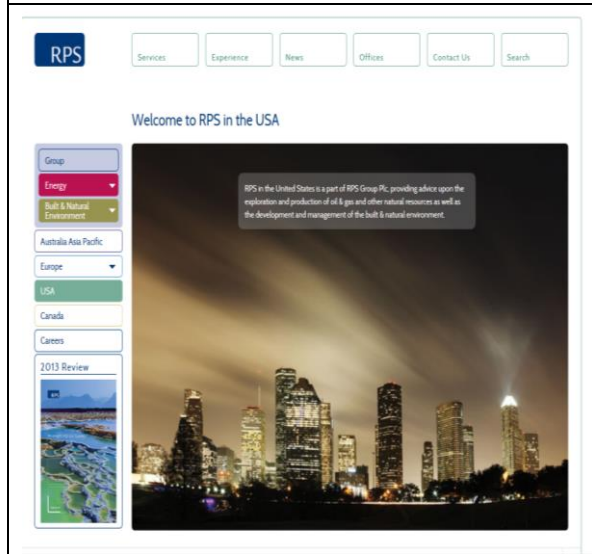 RPS
Services
Experience
News
Offices
Contact Us
Search
Welcome to RPS in the USA
Group
Energy
Built & Natural
Environment
Australia Asia Pacific
Europe
USA
Canada
Careers
2013 Review
RPS in the United States is a part of RPS Group Plc, providing advice upon the
exploration and production of oil & gas and other natural resources as well as
the development and management of the built & natural environment.